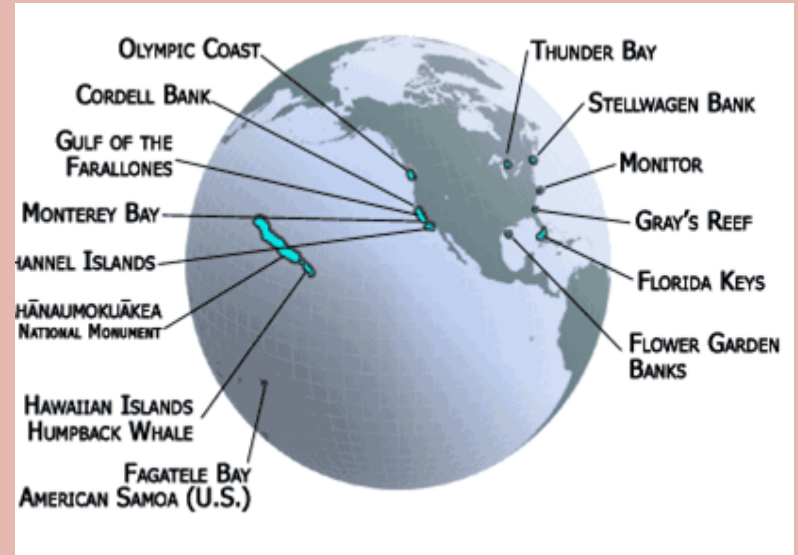 Olympic Coast
Cordell Bank
Gulf of the
Farallones
Monterey Bay
hannel Islands
hānaumokuākea
National Monument
Hawaiian Islands
Humpback Whale
Fagatele Bay
American Samoa (U.S.)
Thunder Bay
Stellwagen Bank
Monitor
Gray's Reef
Florida Keys
Flower Garden
Banks